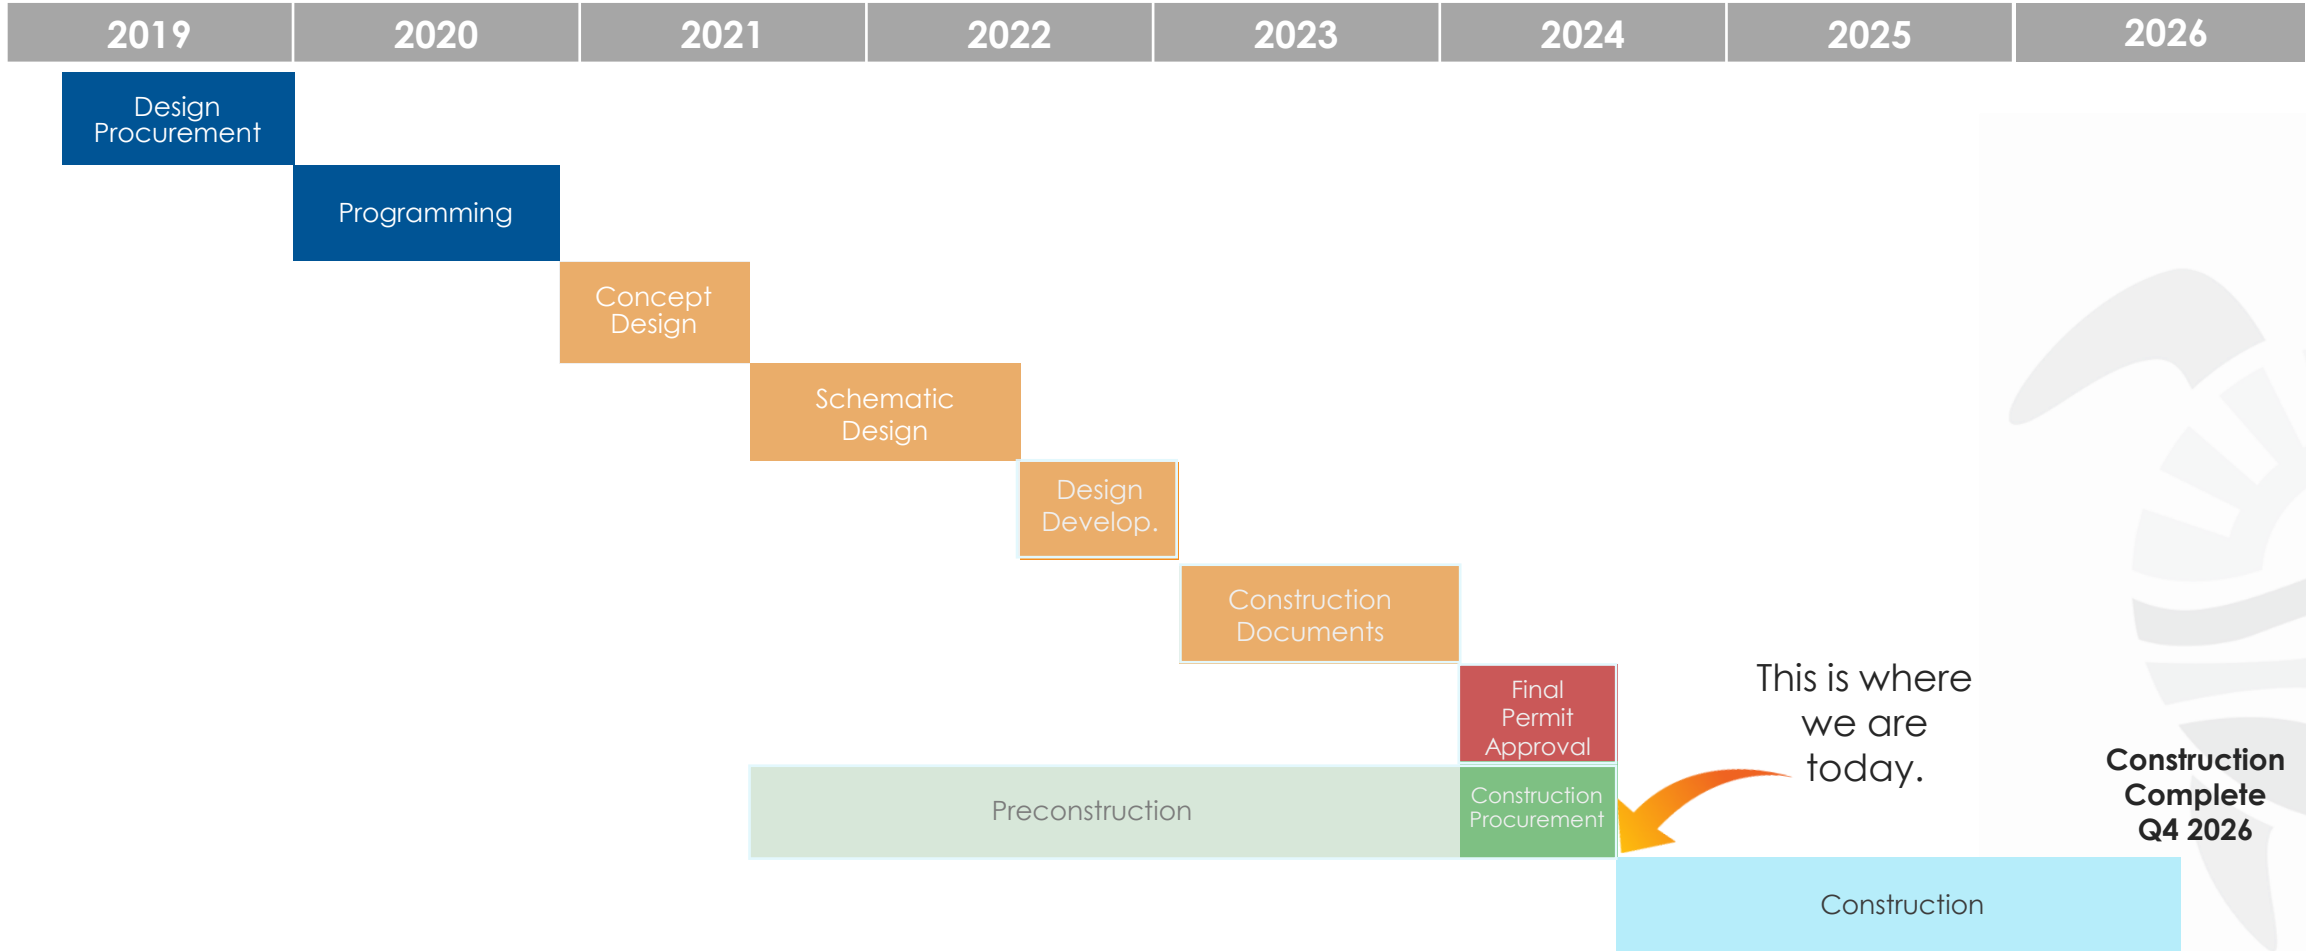 2019 2020 2021 2022 2023 2024 2025 2026
Design
Procurement
Programming
Concept
Design
Schematic
Design
Design
Develop.
Construction
Documents
Final
Permit
Approval
This is where
we are
today.
Preconstruction
Construction
Procurement
Construction
Complete
Q4 2026
Construction